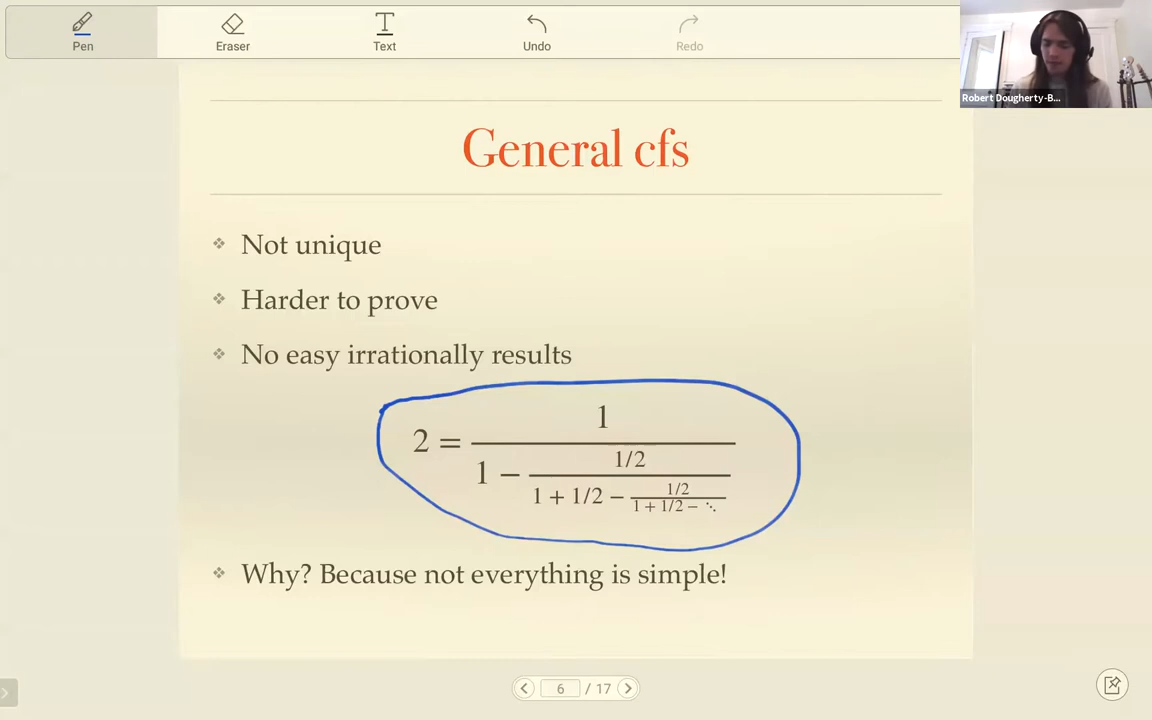 Pen Eraser Text Undo Redo
Robert Dougherty-B...
General cfs
❖ Not unique
❖ Harder to prove
❖ No easy irrationally results
2 = 1 / (1 − (1/2) / (1 + 1/2 − (1/2) / (1 + 1/2 − ⋱)))
❖ Why? Because not everything is simple!
6 / 17